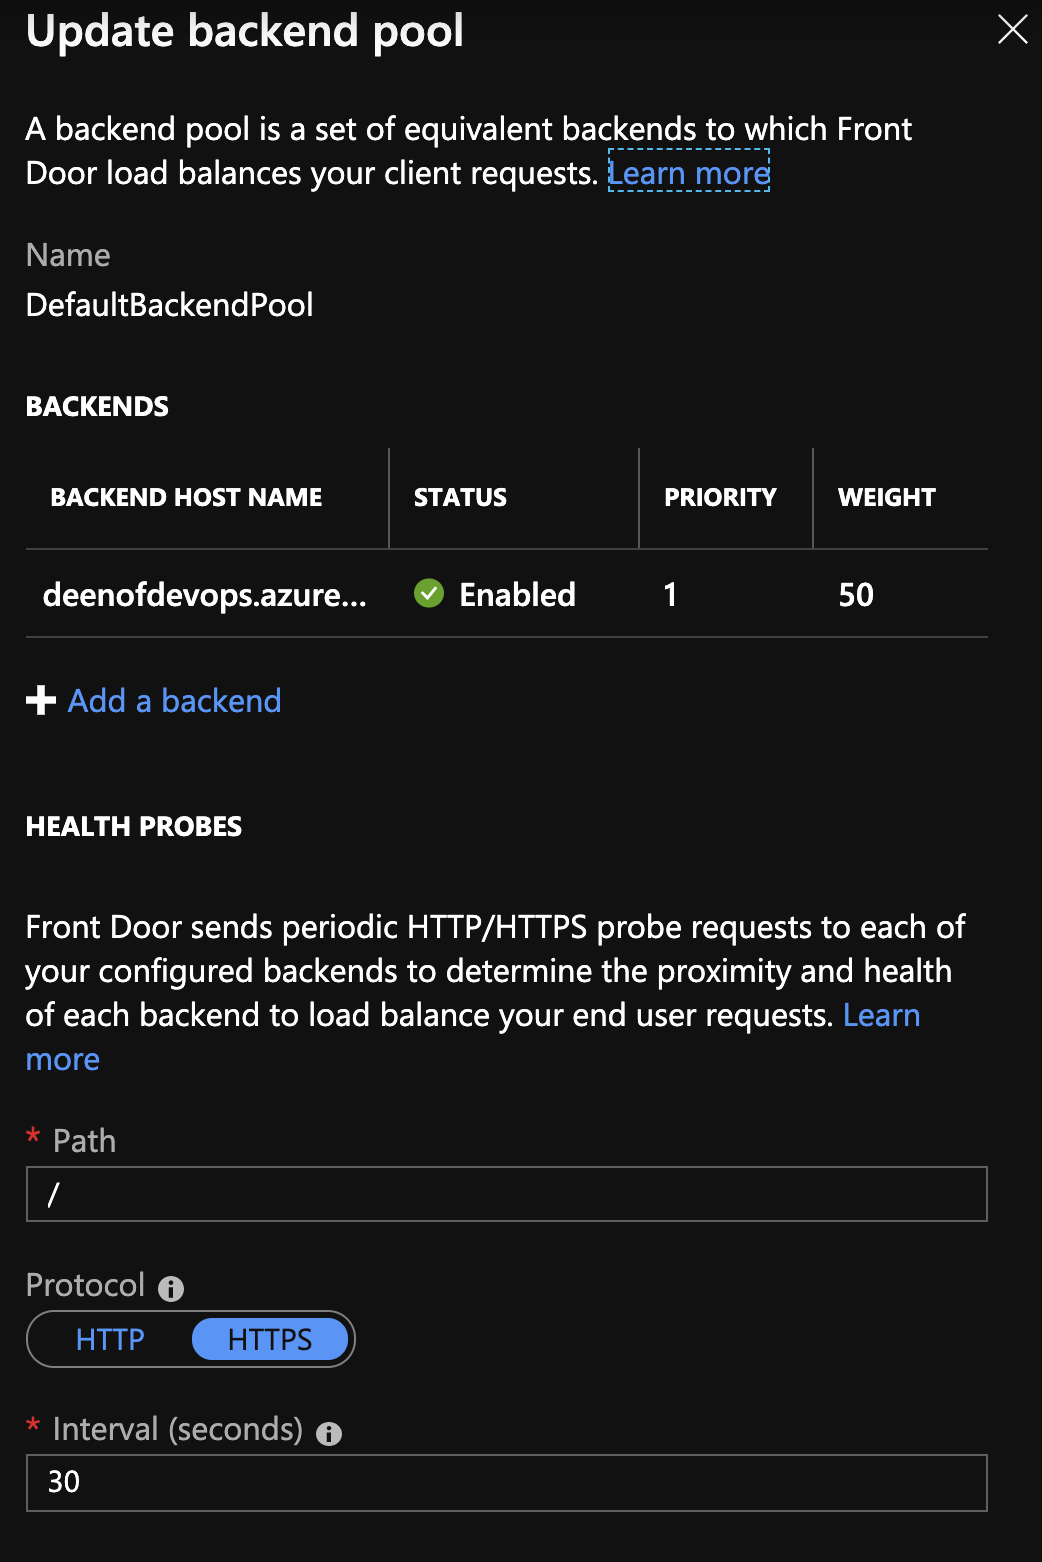 Update backend pool
A backend pool is a set of equivalent backends to which Front
Door load balances your client requests. Learn more
Name
DefaultBackendPool
BACKENDS
BACKEND HOST NAME STATUS PRIORITY WEIGHT
deenofdevops.azure... Enabled 1 50
Add a backend
HEALTH PROBES
Front Door sends periodic HTTP/HTTPS probe requests to each of
your configured backends to determine the proximity and health
of each backend to load balance your end user requests. Learn
more
* Path
/
Protocol
HTTP HTTPS
* Interval (seconds)
30